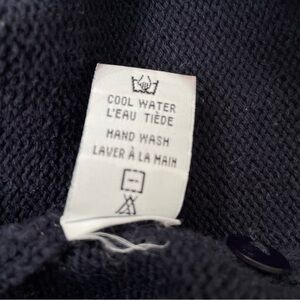 COOL WATER
L'EAU TIÈDE
HAND WASH
LAVER À LA MAIN